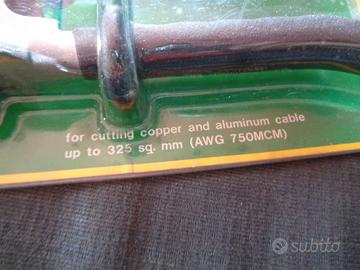 for cutting copper and aluminum cable
up to 325 sq. mm (AWG 750MCM)
subito